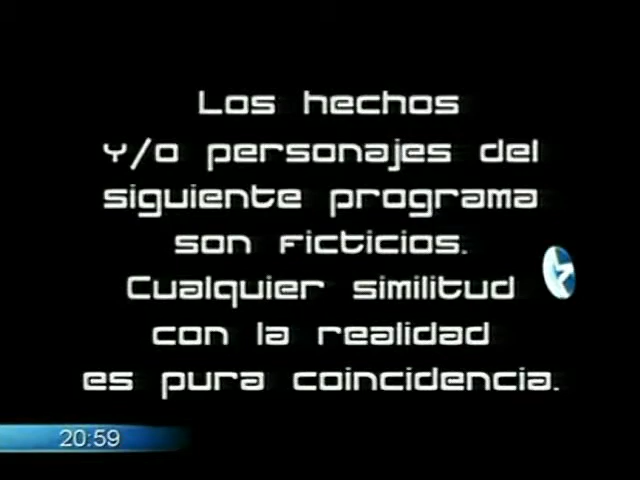 Los hechos
y/o personajes del
siguiente programa
son ficticios.
Cualquier similitud
con la realidad
es pura coincidencia.
20:59